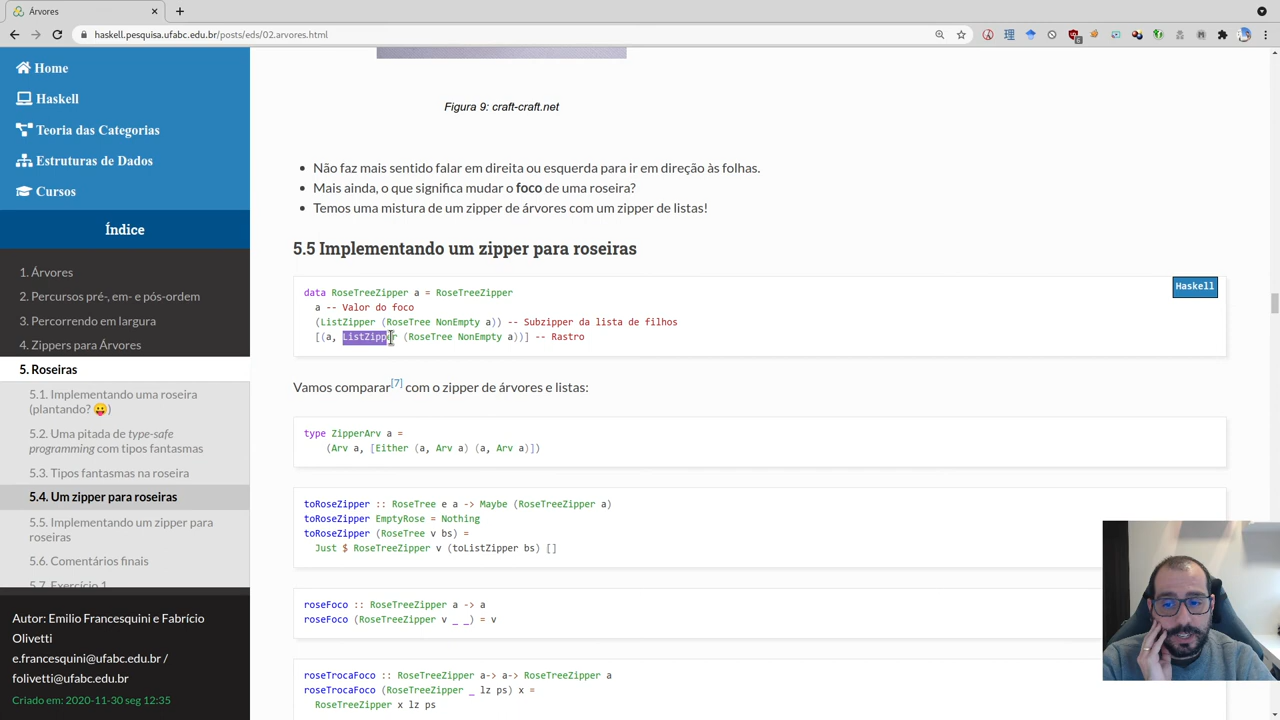 Árvores
haskell.pesquisa.ufabc.edu.br/posts/eds/02.arvores.html
Home
Haskell
Teoria das Categorias
Estruturas de Dados
Cursos
Índice
1. Árvores
2. Percursos pré-, em- e pós-ordem
3. Percorrendo em largura
4. Zippers para Árvores
5. Roseiras
5.1. Implementando uma roseira
(plantando? 😛)
5.2. Uma pitada de type-safe
programming com tipos fantasmas
5.3. Tipos fantasmas na roseira
5.4. Um zipper para roseiras
5.5. Implementando um zipper para
roseiras
5.6. Comentários finais
5.7. Exercício 1
Autor: Emilio Francesquini e Fabrício
Olivetti
e.francesquini@ufabc.edu.br /
folivetti@ufabc.edu.br
Criado em: 2020-11-30 seg 12:35
Figura 9: craft-craft.net
• Não faz mais sentido falar em direita ou esquerda para ir em direção às folhas.
• Mais ainda, o que significa mudar o foco de uma roseira?
• Temos uma mistura de um zipper de árvores com um zipper de listas!
5.5 Implementando um zipper para roseiras
Haskell
data RoseTreeZipper a = RoseTreeZipper
a -- Valor do foco
(ListZipper (RoseTree NonEmpty a)) -- Subzipper da lista de filhos
[(a, ListZipper (RoseTree NonEmpty a))] -- Rastro
Vamos comparar[7] com o zipper de árvores e listas:
type ZipperArv a =
(Arv a, [Either (a, Arv a) (a, Arv a)])
toRoseZipper :: RoseTree e a -> Maybe (RoseTreeZipper a)
toRoseZipper EmptyRose = Nothing
toRoseZipper (RoseTree v bs) =
Just $ RoseTreeZipper v (toListZipper bs) []
roseFoco :: RoseTreeZipper a -> a
roseFoco (RoseTreeZipper v _ _) = v
roseTrocaFoco :: RoseTreeZipper a-> a-> RoseTreeZipper a
roseTrocaFoco (RoseTreeZipper _ lz ps) x =
RoseTreeZipper x lz ps